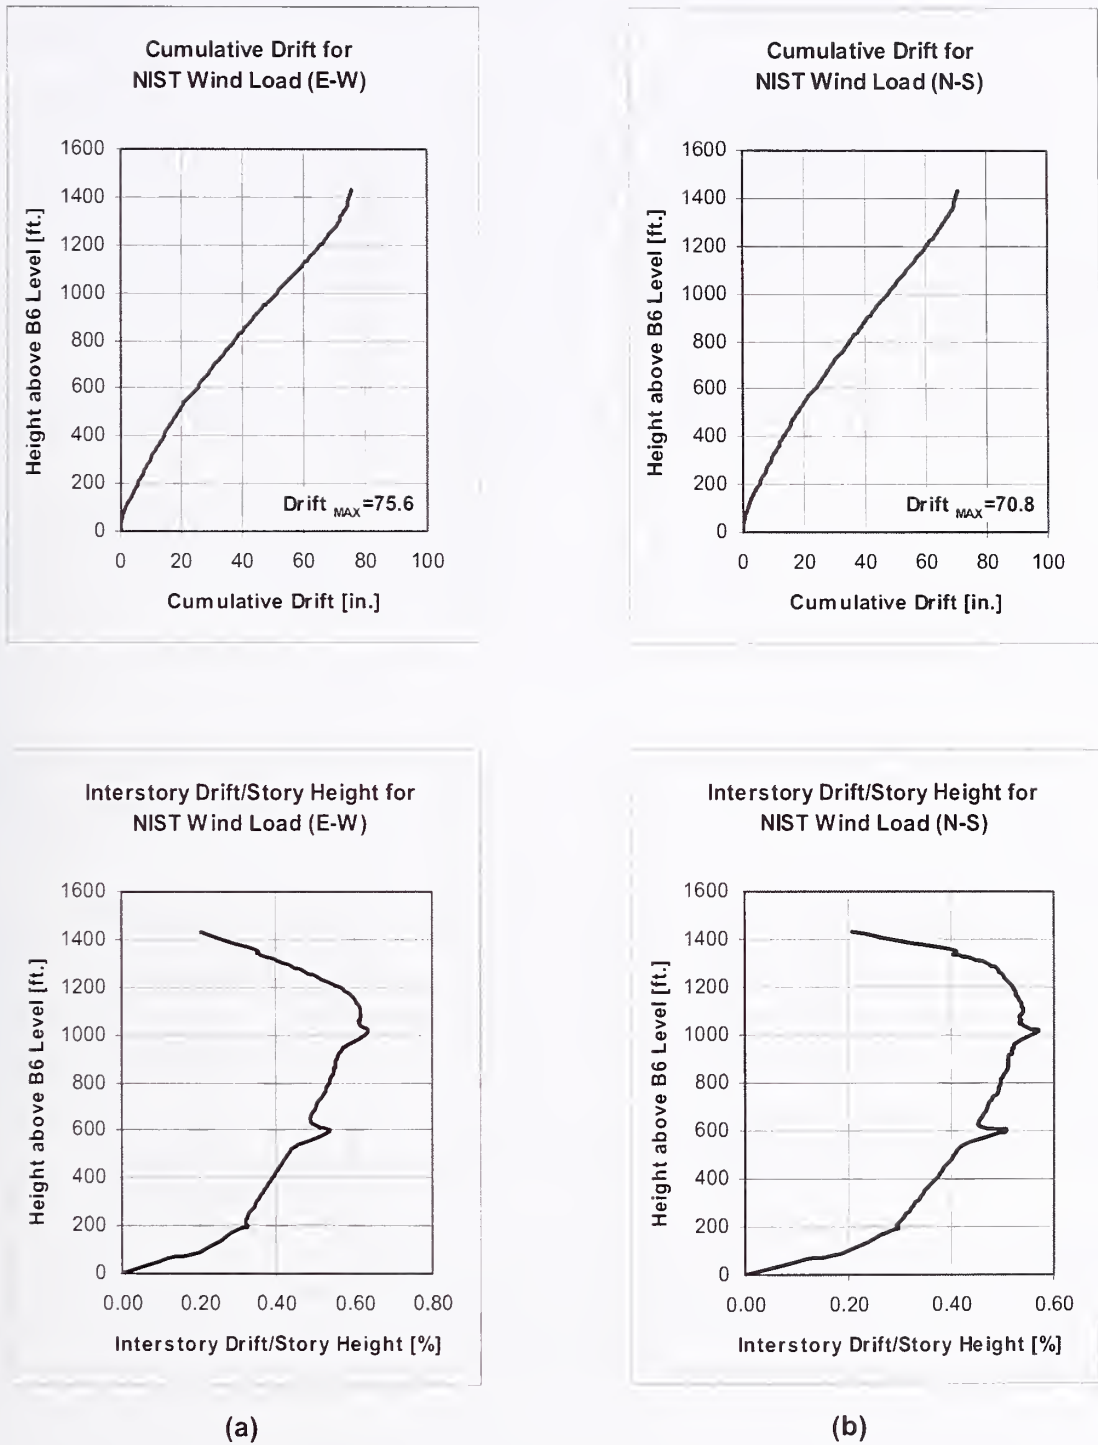 Cumulative Drift for
NIST Wind Load (E-W)
1600
1400
1200
1000
800
600
400
200
0
Height above B6 Level [ft.]
Drift MAX=75.6
0 20 40 60 80 100
Cumulative Drift [in.]
Cumulative Drift for
NIST Wind Load (N-S)
1600
1400
1200
1000
800
600
400
200
0
Height above B6 Level [ft.]
Drift MAX=70.8
0 20 40 60 80 100
Cumulative Drift [in.]
Interstory Drift/Story Height for
NIST Wind Load (E-W)
1600
1400
1200
1000
800
600
400
200
0
Height above B6 Level [ft.]
0.00 0.20 0.40 0.60 0.80
Interstory Drift/Story Height [%]
(a)
Interstory Drift/Story Height for
NIST Wind Load (N-S)
1600
1400
1200
1000
800
600
400
200
0
Height above B6 Level [ft.]
0.00 0.20 0.40 0.60
Interstory Drift/Story Height [%]
(b)